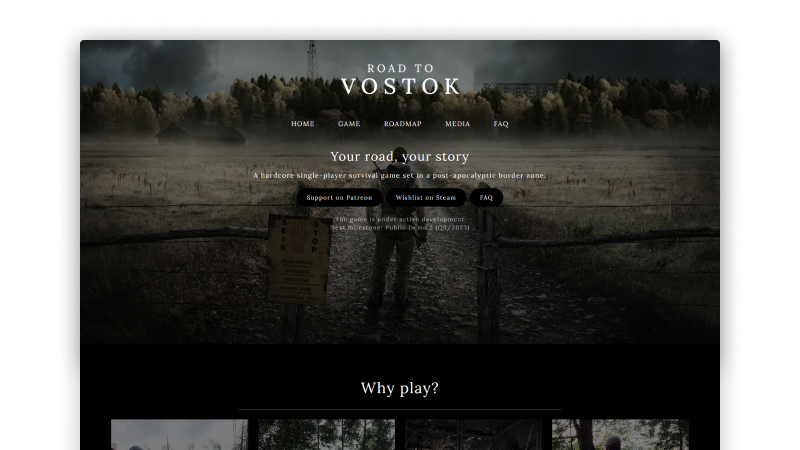 ROAD TO
VOSTOK
HOME GAME ROADMAP MEDIA FAQ
Your road, your story
A hardcore single-player survival game set in a post-apocalyptic border zone.
Support on Patreon Wishlist on Steam FAQ
The game is under active development
Next milestone: Public Demo 2 (Q3/2023)
SEIS STOP
Why play?